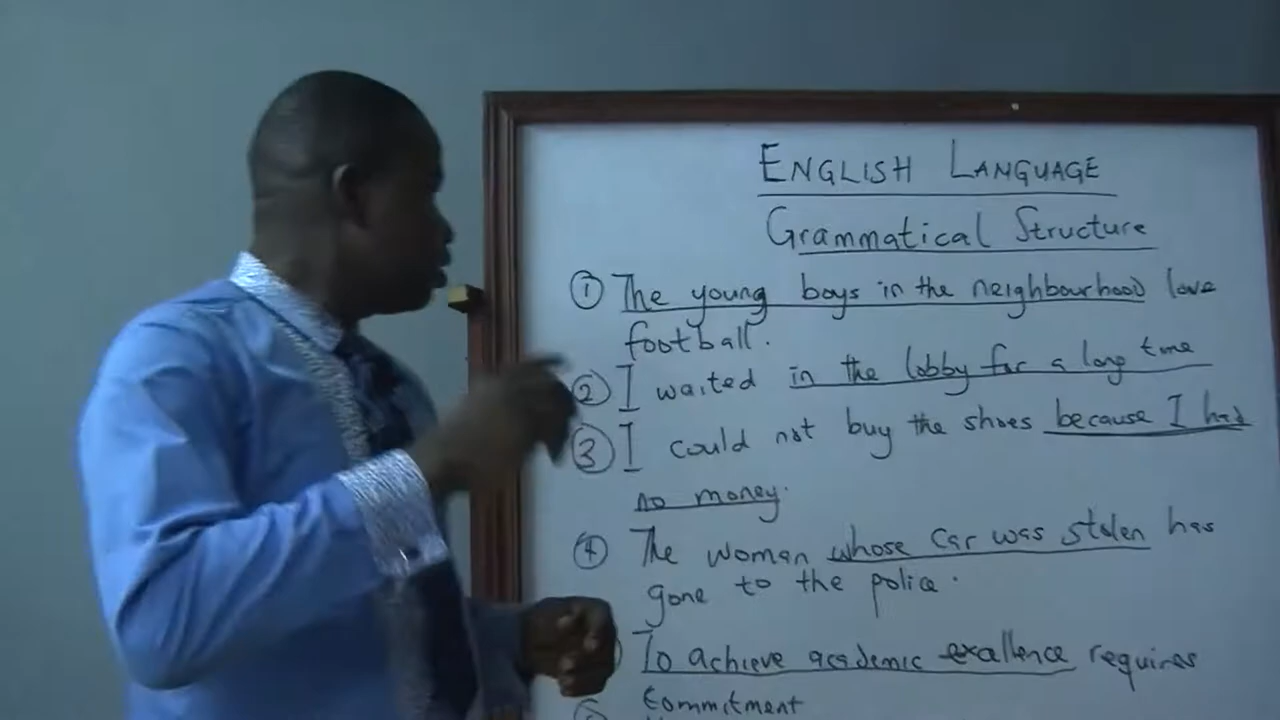 ENGLISH LANGUAGE
Grammatical Structure
① The young boys in the neighbourhood love
football.
② I waited in the lobby for a long time
③ I could not buy the shoes because I had
no money.
④ The woman whose car was stolen has
gone to the police.
To achieve academic excellence requires
Commitment